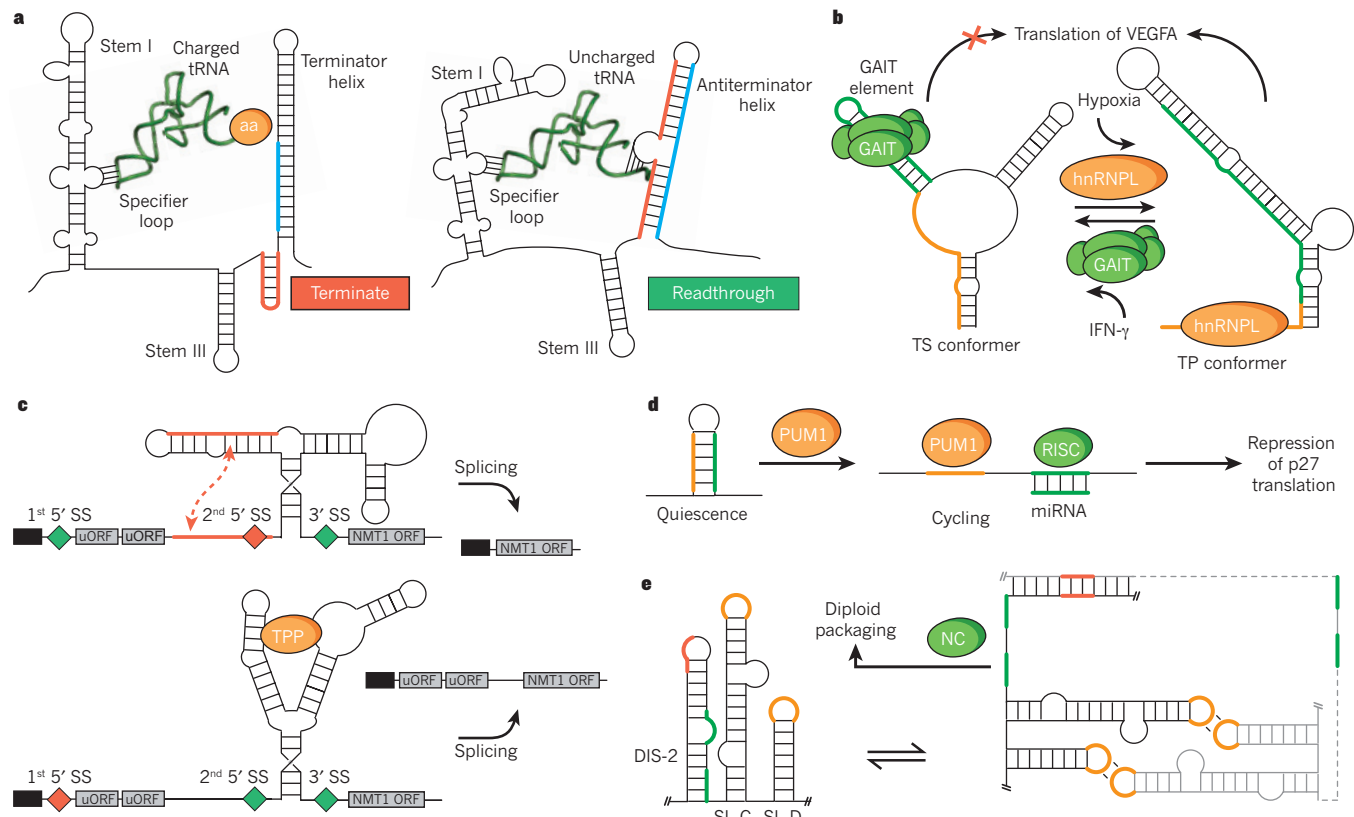 a
Stem I
Charged
tRNA
Terminator
helix
aa
Specifier
loop
Terminate
Stem III
Stem I
Uncharged
tRNA
Antiterminator
helix
Specifier
loop
Readthrough
Stem III
b
Translation of VEGFA
GAIT
element
GAIT
Hypoxia
hnRNPL
GAIT
IFN-γ
TS conformer
hnRNPL
TP conformer
c
Splicing
1st 5′ SS
2nd 5′ SS
3′ SS
uORF
uORF
NMT1 ORF
NMT1 ORF
TPP
uORF
uORF
NMT1 ORF
Splicing
1st 5′ SS
2nd 5′ SS
3′ SS
uORF
uORF
NMT1 ORF
d
PUM1
PUM1
RISC
Repression
of p27
translation
Quiescence
Cycling
miRNA
e
Diploid
packaging
NC
DIS-2
SL-C
SL-D